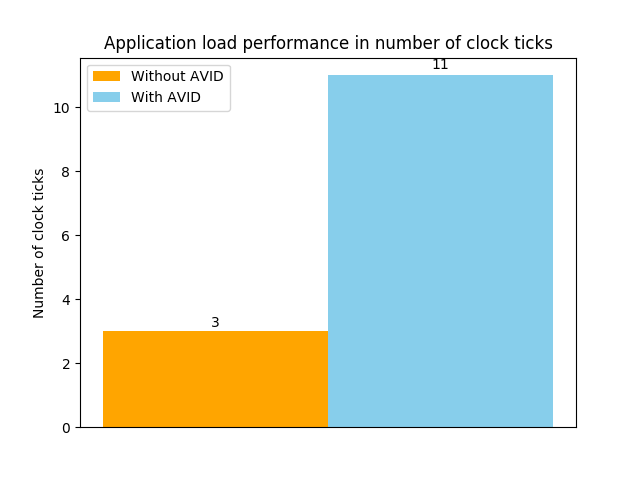 Application load performance in number of clock ticks
Without AVID
With AVID
11
3
Number of clock ticks
10
8
6
4
2
0